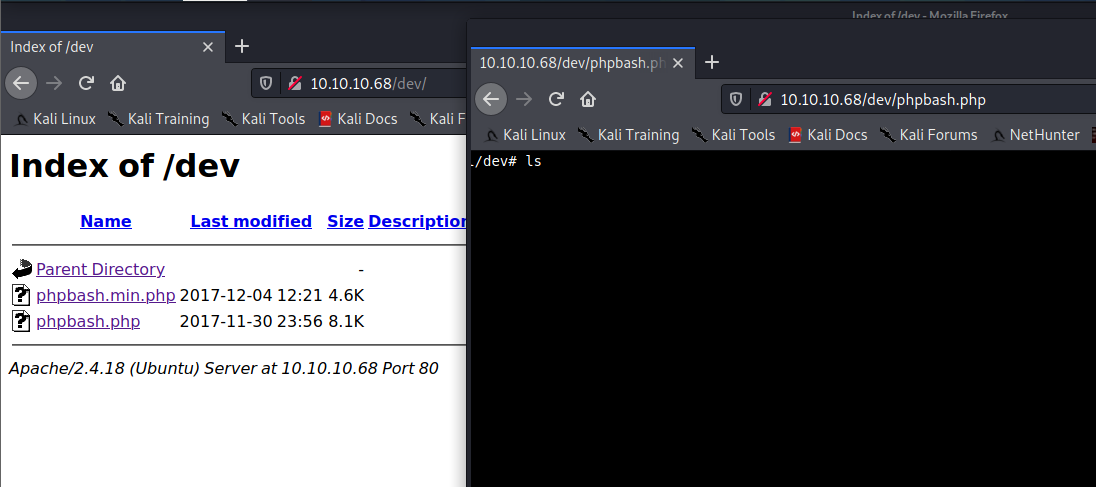 Index of /dev - Mozilla Firefox
Index of /dev
10.10.10.68/dev/
Kali Linux Kali Training Kali Tools Kali Docs Kali F
Index of /dev
Name Last modified Size Description
Parent Directory -
phpbash.min.php 2017-12-04 12:21 4.6K
phpbash.php 2017-11-30 23:56 8.1K
Apache/2.4.18 (Ubuntu) Server at 10.10.10.68 Port 80
10.10.10.68/dev/phpbash.ph
10.10.10.68/dev/phpbash.php
Kali Linux Kali Training Kali Tools Kali Docs Kali Forums NetHunter
:/dev# ls